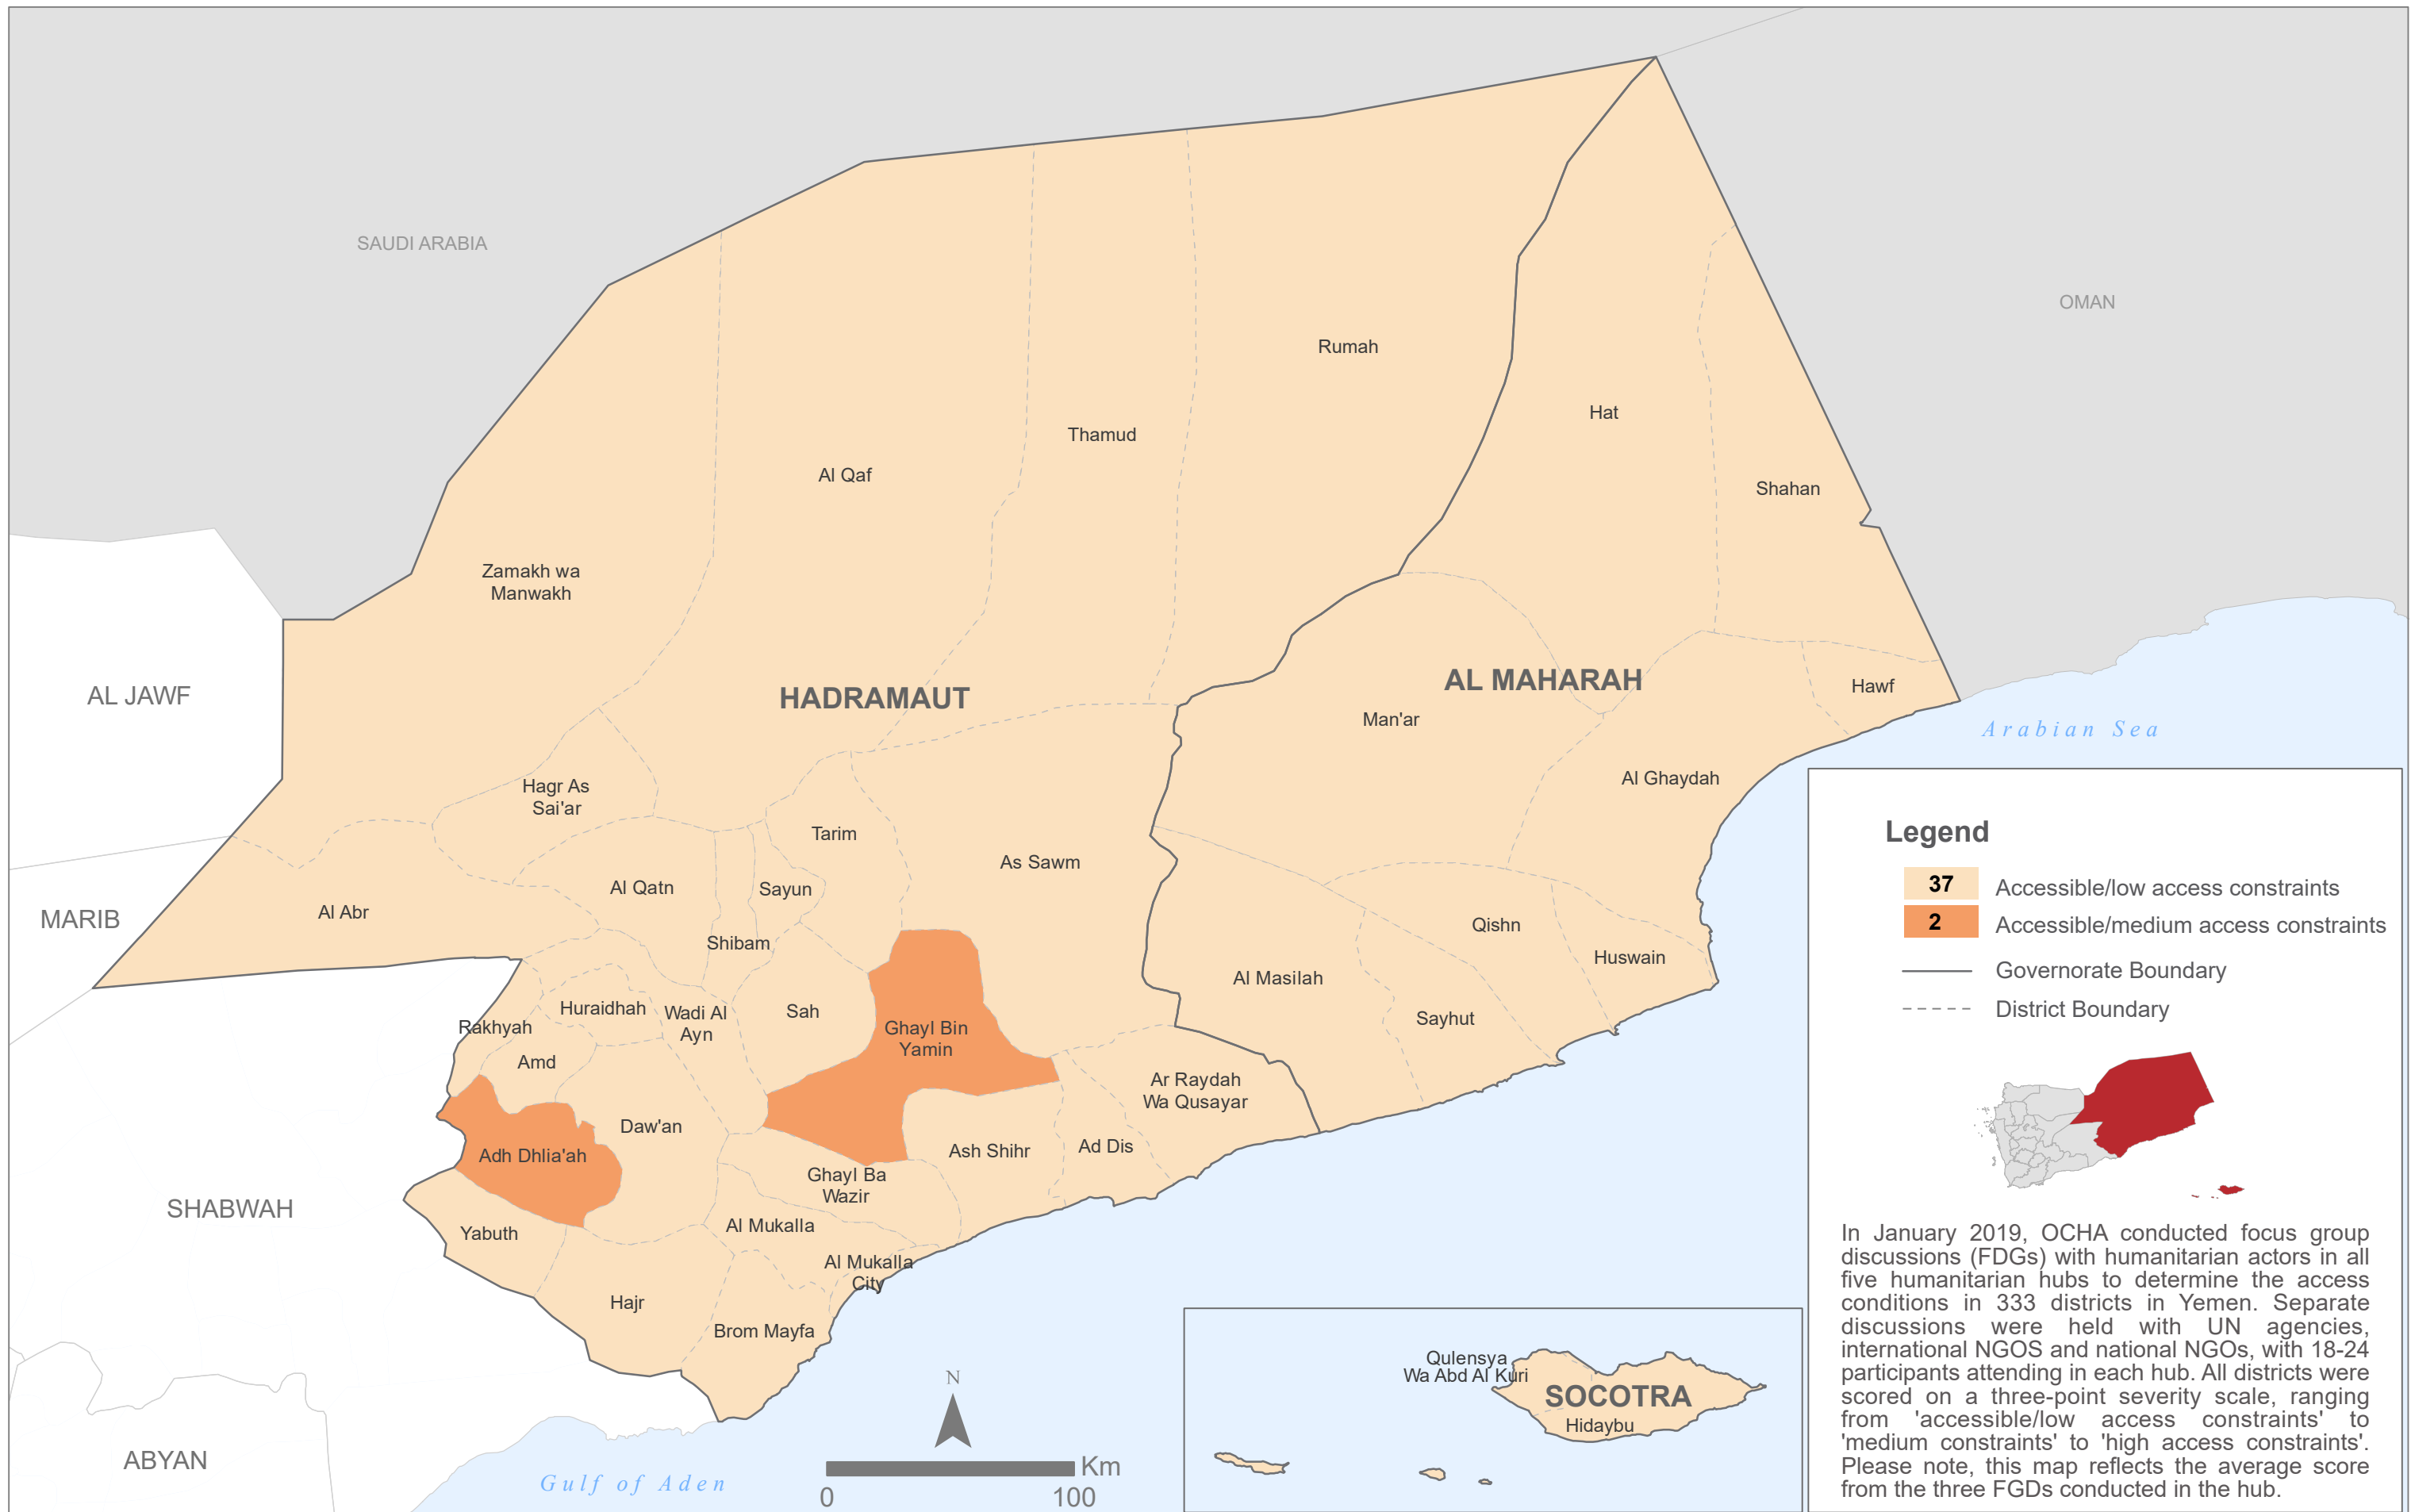 SAUDI ARABIA
OMAN
Rumah
Hat
Thamud
Al Qaf
Shahan
Zamakh wa
Manwakh
AL JAWF
HADRAMAUT
AL MAHARAH
Hawf
Man'ar
Arabian Sea
Al Ghaydah
Hagr As
Sai'ar
Tarim
As Sawm
Al Qatn
Sayun
Al Abr
MARIB
Shibam
Qishn
Huswain
Al Masilah
Sah
Huraidhah
Wadi Al
Ayn
Rakhyah
Ghayl Bin
Yamin
Sayhut
Amd
Ar Raydah
Wa Qusayar
Daw'an
Adh Dhlia'ah
Ash Shihr
Ad Dis
Ghayl Ba
Wazir
SHABWAH
Yabuth
Al Mukalla
Al Mukalla
City
Hajr
Brom Mayfa
ABYAN
Gulf of Aden
N
Km
0 100
Qulensya
Wa Abd Al Kuri
SOCOTRA
Hidaybu
Legend
37 Accessible/low access constraints
2 Accessible/medium access constraints
Governorate Boundary
District Boundary
In January 2019, OCHA conducted focus group
discussions (FDGs) with humanitarian actors in all
five humanitarian hubs to determine the access
conditions in 333 districts in Yemen. Separate
discussions were held with UN agencies,
international NGOS and national NGOs, with 18-24
participants attending in each hub. All districts were
scored on a three-point severity scale, ranging
from 'accessible/low access constraints' to
'medium constraints' to 'high access constraints'.
Please note, this map reflects the average score
from the three FGDs conducted in the hub.